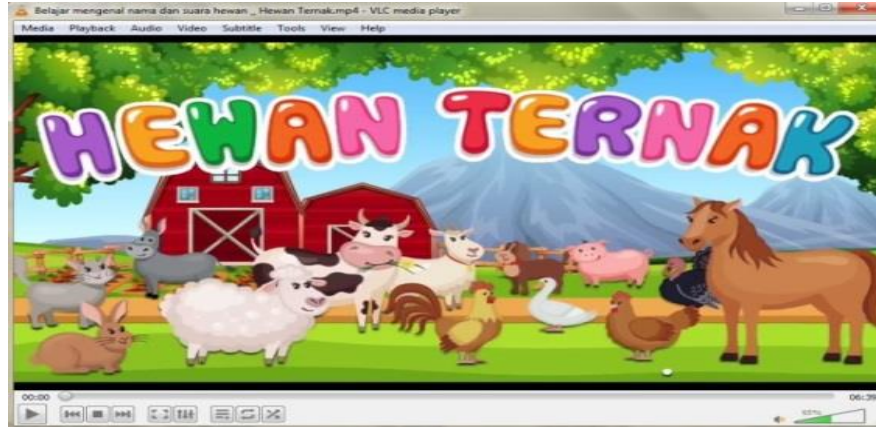 Belajar mengenal nama dan suara hewan _ Hewan Ternak.mp4 - VLC media player
Media Playback Audio Video Subtitle Tools View Help
HEWAN TERNAK
00:00 06:39